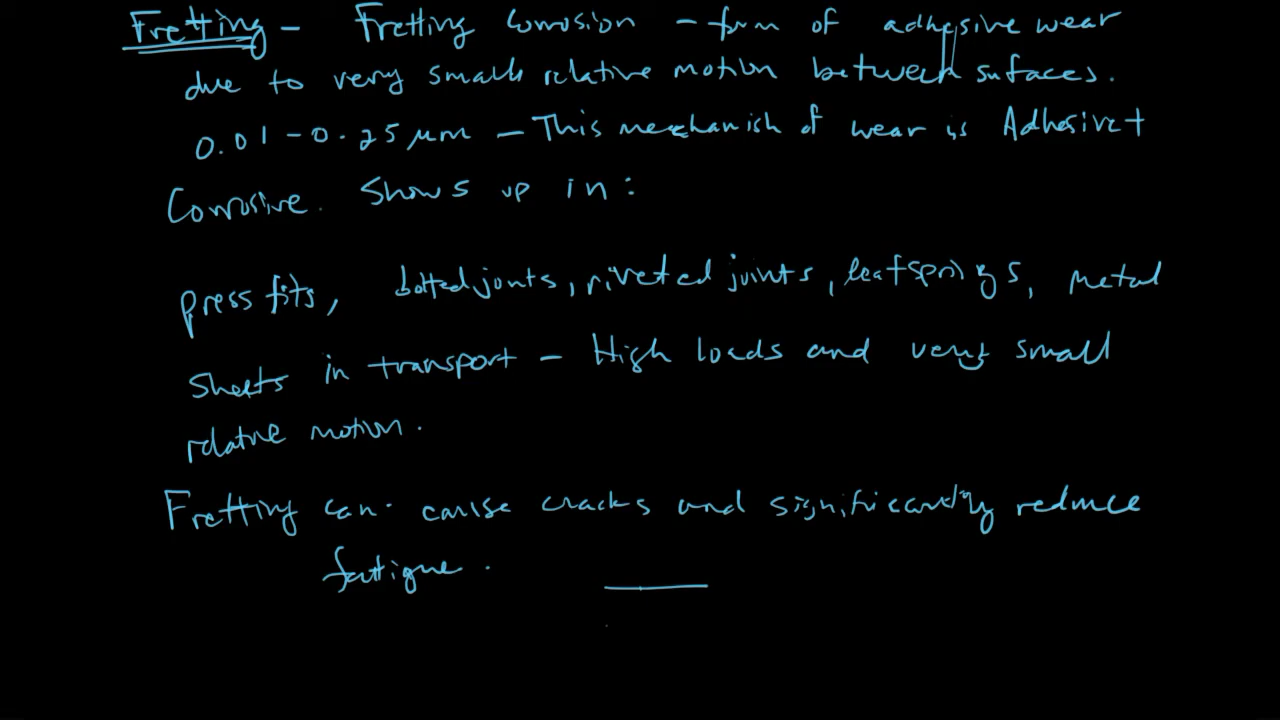 Fretting - Fretting Corrosion - form of adhesive wear
due to very small relative motion between sufaces.
0.01 - 0.25 μm - This mechanish of wear is Adhesive +
Corrosive. Shows up in:
press fits, bolted joints, riveted joints, leaf springs, metal
sheets in transport - High loads and very small
relative motion.
Fretting can cause cracks and significantly reduce
fatigue.